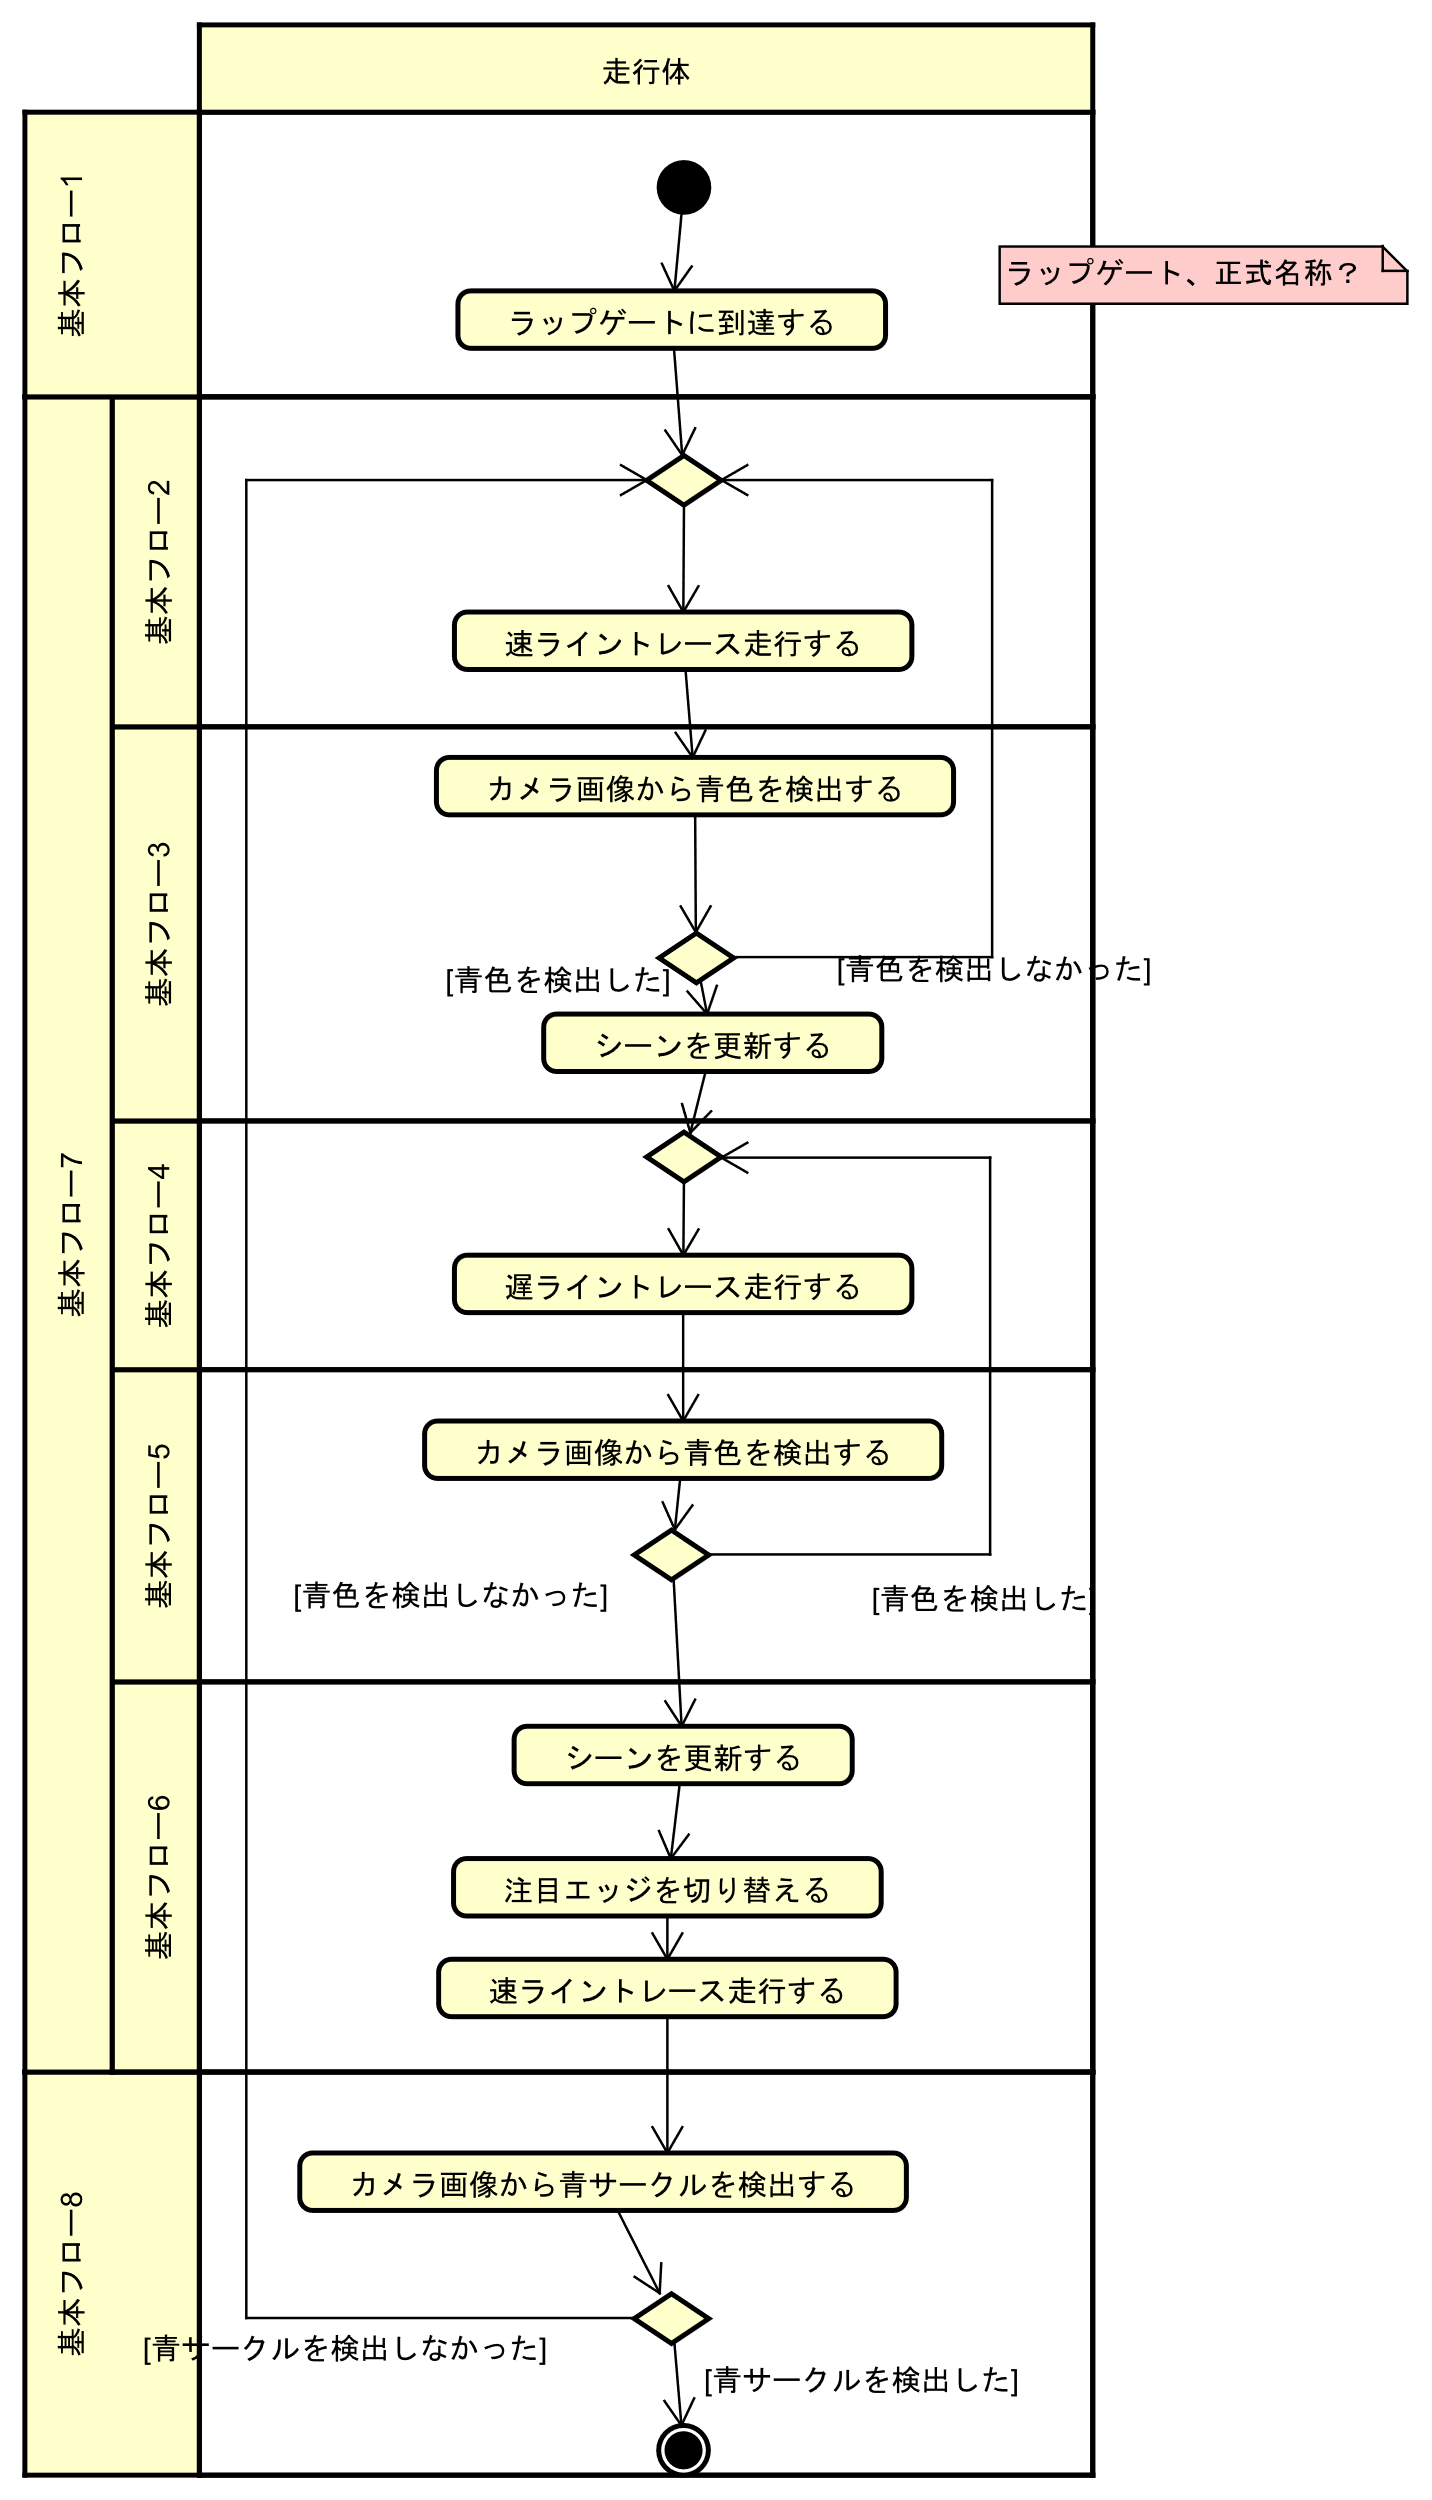 走行体
基本フロー1
ラップゲート、正式名称？
ラップゲートに到達する
基本フロー7
基本フロー2
速ライントレース走行する
基本フロー3
カメラ画像から青色を検出する
[青色を検出した]
[青色を検出しなかった]
シーンを更新する
基本フロー4
遅ライントレース走行する
基本フロー5
カメラ画像から青色を検出する
[青色を検出しなかった]
[青色を検出した]
基本フロー6
シーンを更新する
注目エッジを切り替える
速ライントレース走行する
基本フロー8
カメラ画像から青サークルを検出する
[青サークルを検出しなかった]
[青サークルを検出した]